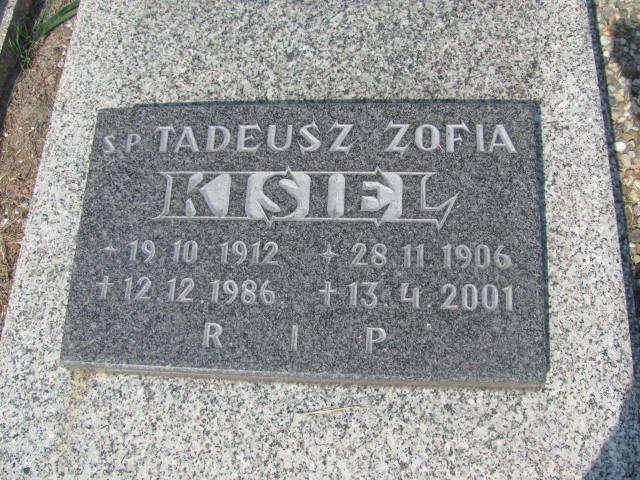 Ś.P. TADEUSZ ZOFIA
KISIEL
19.10.1912 28.11.1906
+12.12.1986 +13.4.2001
R I P